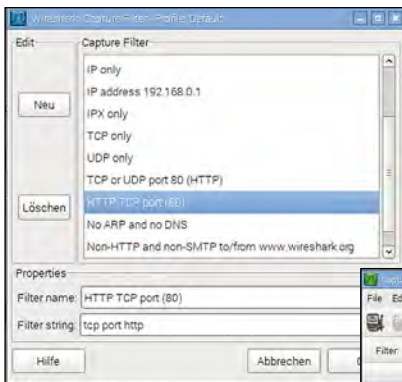 Wireshark: Capture Filter - Profile: Default
Edit
Capture Filter
IP only
IP address 192.168.0.1
IPX only
TCP only
UDP only
TCP or UDP port 80 (HTTP)
HTTP TCP port (80)
No ARP and no DNS
Non-HTTP and non-SMTP to/from www.wireshark.org
Neu
Löschen
Properties
Filter name: HTTP TCP port (80)
Filter string: tcp port http
Hilfe
Abbrechen
File
Filter: